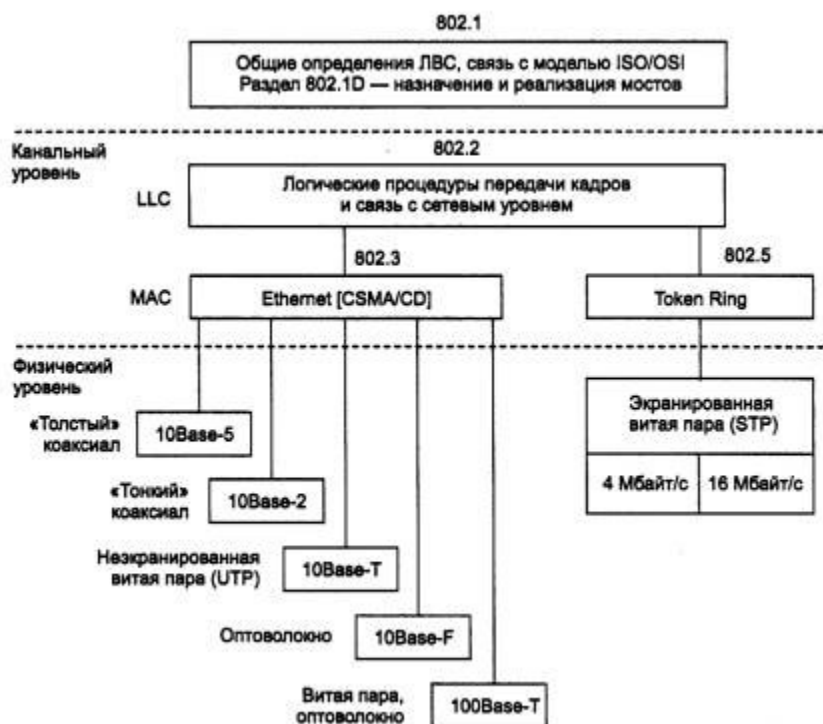 802.1
Общие определения ЛВС, связь с моделью ISO/OSI
Раздел 802.1D — назначение и реализация мостов
Канальный
уровень
802.2
LLC
Логические процедуры передачи кадров
и связь с сетевым уровнем
802.3
802.5
MAC
Ethernet [CSMA/CD]
Token Ring
Физический
уровень
«Толстый»
коаксиал
10Base-5
Экранированная
витая пара (STP)
4 Мбайт/с
16 Мбайт/с
«Тонкий»
коаксиал
10Base-2
Неэкранированная
витая пара (UTP)
10Base-T
Оптоволокно
10Base-F
Витая пара,
оптоволокно
100Base-T